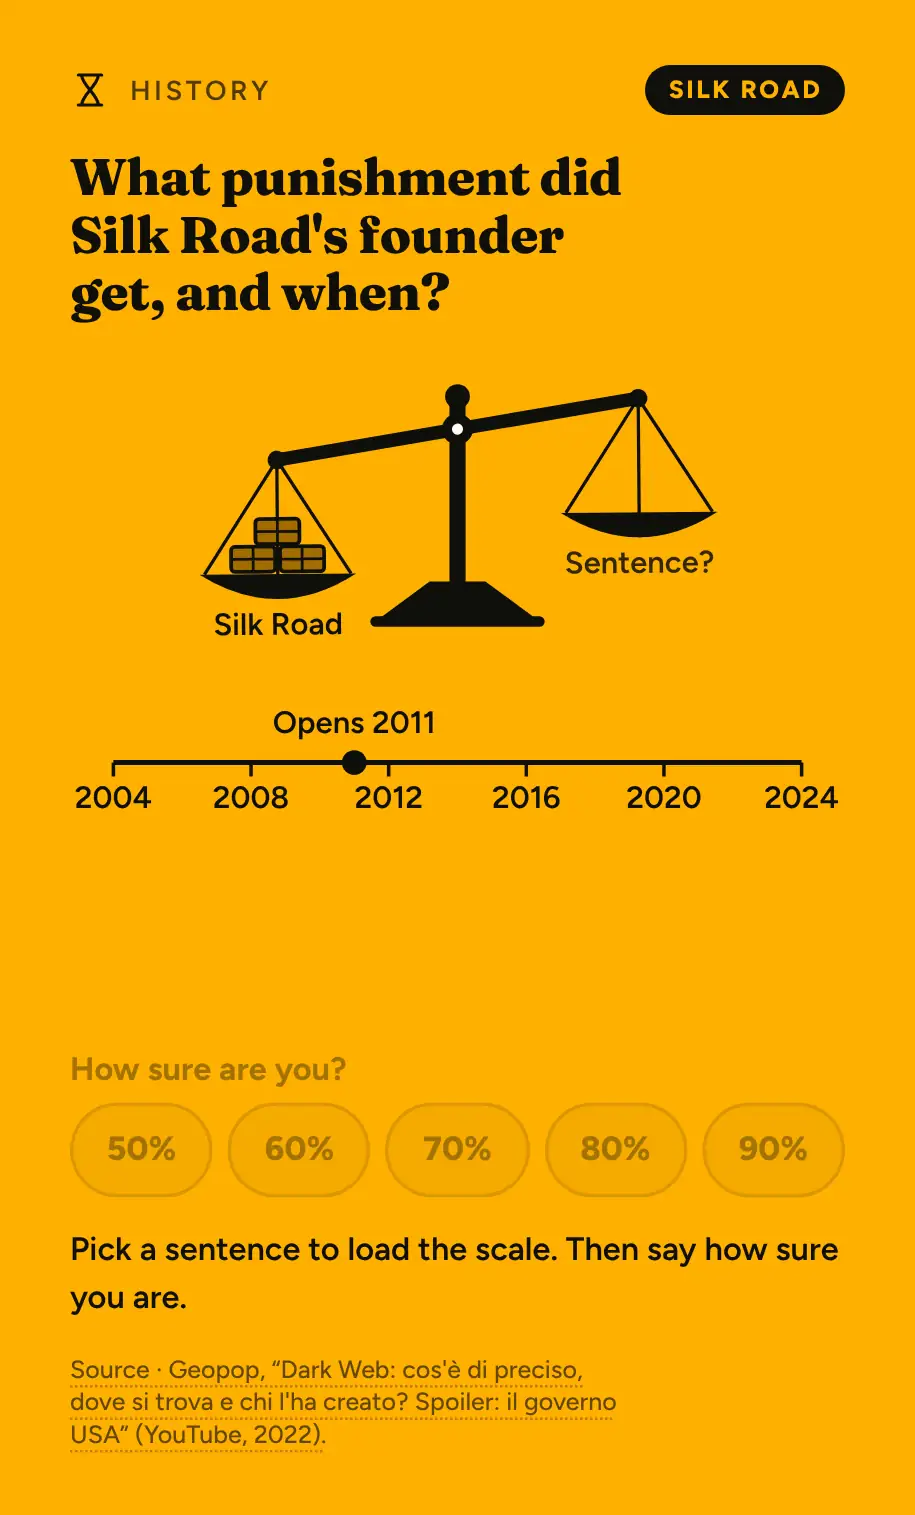 HISTORY
SILK ROAD
What punishment did
Silk Road's founder
get, and when?
Sentence?
Silk Road
Opens 2011
2004 2008 2012 2016 2020 2024
How sure are you?
50% 60% 70% 80% 90%
Pick a sentence to load the scale. Then say how sure
you are.
Source · Geopop, “Dark Web: cos'è di preciso,
dove si trova e chi l'ha creato? Spoiler: il governo
USA” (YouTube, 2022).